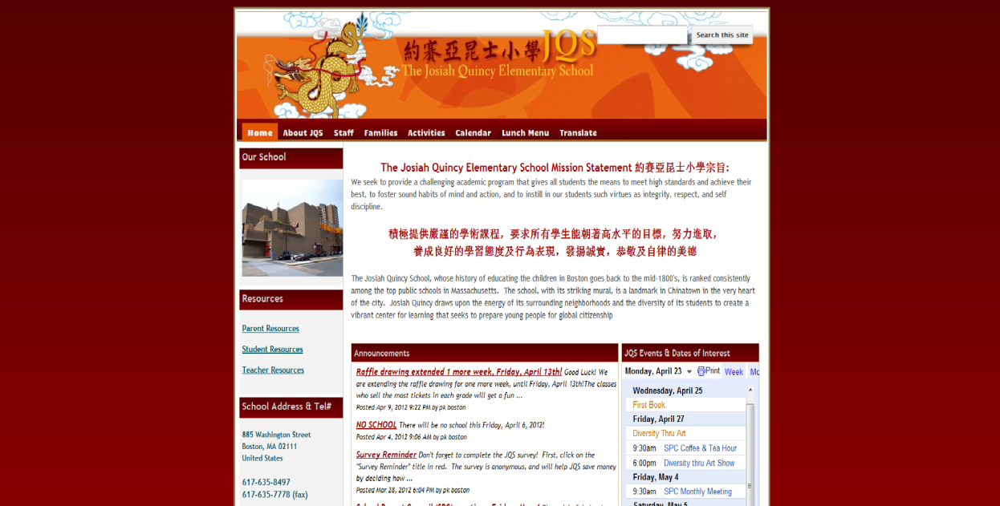 約賽亞昆士小學 JQS
The Josiah Quincy Elementary School
Search this site
Home About JQS Staff Families Activities Calendar Lunch Menu Translate
Our School
Resources
Parent Resources
Student Resources
Teacher Resources
School Address & Tel#
885 Washington Street
Boston, MA 02111
United States
617-635-8497
617-635-7778 (fax)
The Josiah Quincy Elementary School Mission Statement 約賽亞昆士小學宗旨:
We seek to provide a challenging academic program that gives all students the means to meet high standards and achieve their
best, to foster sound habits of mind and action, and to instill in our students such virtues as integrity, respect, and self
discipline.
積極提供嚴謹的學術課程，要求所有學生能朝著高水平的目標，努力進取，
養成良好的學習態度及行為表現，發揚誠實，恭敬及自律的美德
The Josiah Quincy School, whose history of educating the children in Boston goes back to the mid-1800's, is ranked consistently
among the top public schools in Massachusetts. The school, with its striking mural, is a landmark in Chinatown in the very heart
of the city. Josiah Quincy draws upon the energy of its surrounding neighborhoods and the diversity of its students to create a
vibrant center for learning that seeks to prepare young people for global citizenship
Announcements
Raffle drawing extended 1 more week, Friday, April 13th! Good Luck! We
are extending the raffle drawing for one more week, until Friday, April 13th!The classes
who sell the most tickets in each grade will get a fun ...
Posted Apr 9, 2012 9:22 PM by pk boston
NO SCHOOL There will be no school this Friday, April 6, 2012!
Posted Apr 4, 2012 9:06 AM by pk boston
Survey Reminder Don't forget to complete the JQS survey! First, click on the
"Survey Reminder" title in red. The survey is anonymous, and will help JQS save money
by deciding how ...
Posted Mar 28, 2012 6:04 PM by pk boston
JQS Events & Dates of Interest
Monday, April 23 Print Week Mo
Wednesday, April 25
First Book
Friday, April 27
Diversity Thru Art
9:30am SPC Coffee & Tea Hour
6:00pm Diversity thru Art Show
Friday, May 4
9:30am SPC Monthly Meeting
Saturday, May 5